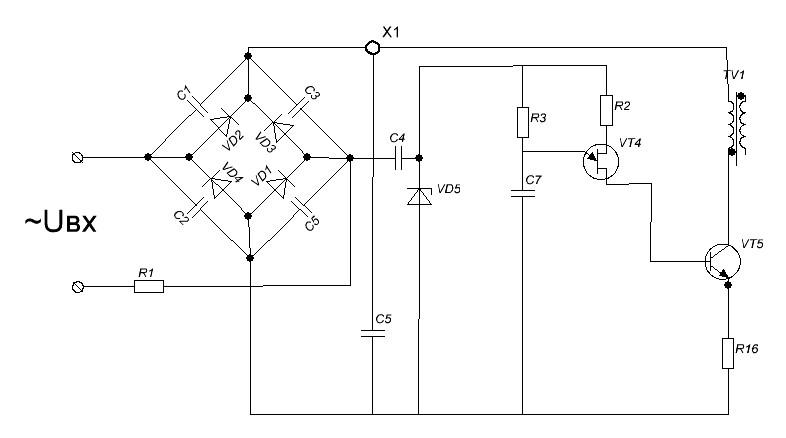 X1
C1
C3
TV1
VD2
VD3
R3
R2
C4
VT4
VD4
VD1
C7
VD5
C2
C5
~Uвх
VT5
R1
C5
R16